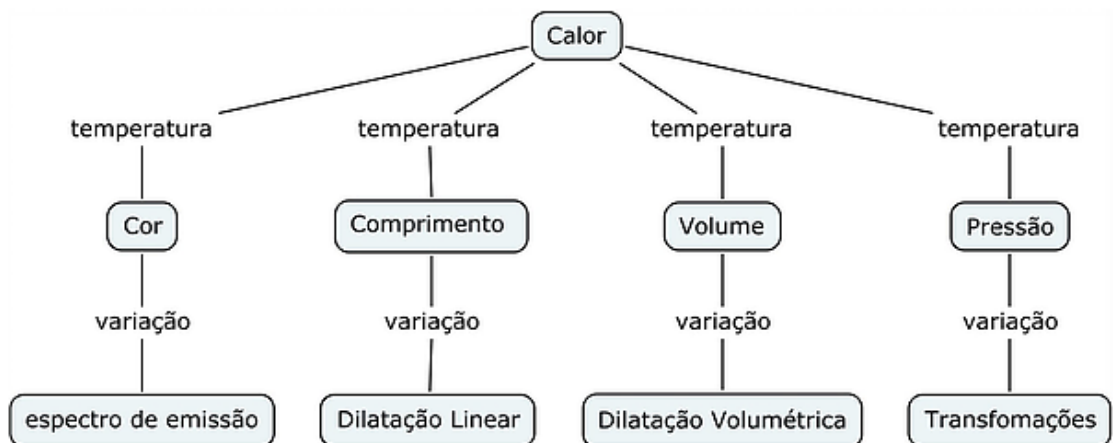 Calor
temperatura temperatura temperatura temperatura
Cor Comprimento Volume Pressão
variação variação variação variação
espectro de emissão Dilatação Linear Dilatação Volumétrica Transfomações